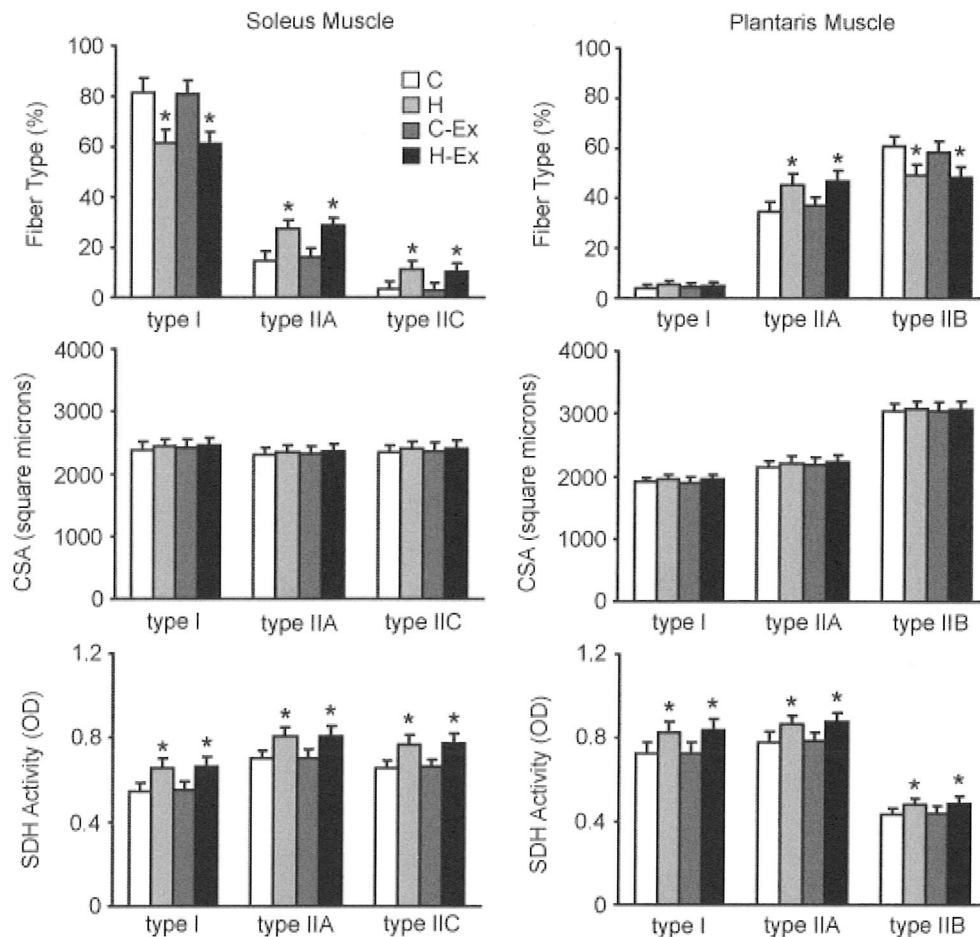 Soleus Muscle
Fiber Type (%)
100
80
60
40
20
0
* * * * * *
C
H
C-Ex
H-Ex
type I type IIA type IIC
Plantaris Muscle
Fiber Type (%)
100
80
60
40
20
0
* * * *
type I type IIA type IIB
CSA (square microns)
4000
3000
2000
1000
0
type I type IIA type IIC
CSA (square microns)
4000
3000
2000
1000
0
type I type IIA type IIB
SDH Activity (OD)
1.2
0.8
0.4
0
* * * * * *
type I type IIA type IIC
SDH Activity (OD)
1.2
0.8
0.4
0
* * * * * *
type I type IIA type IIB